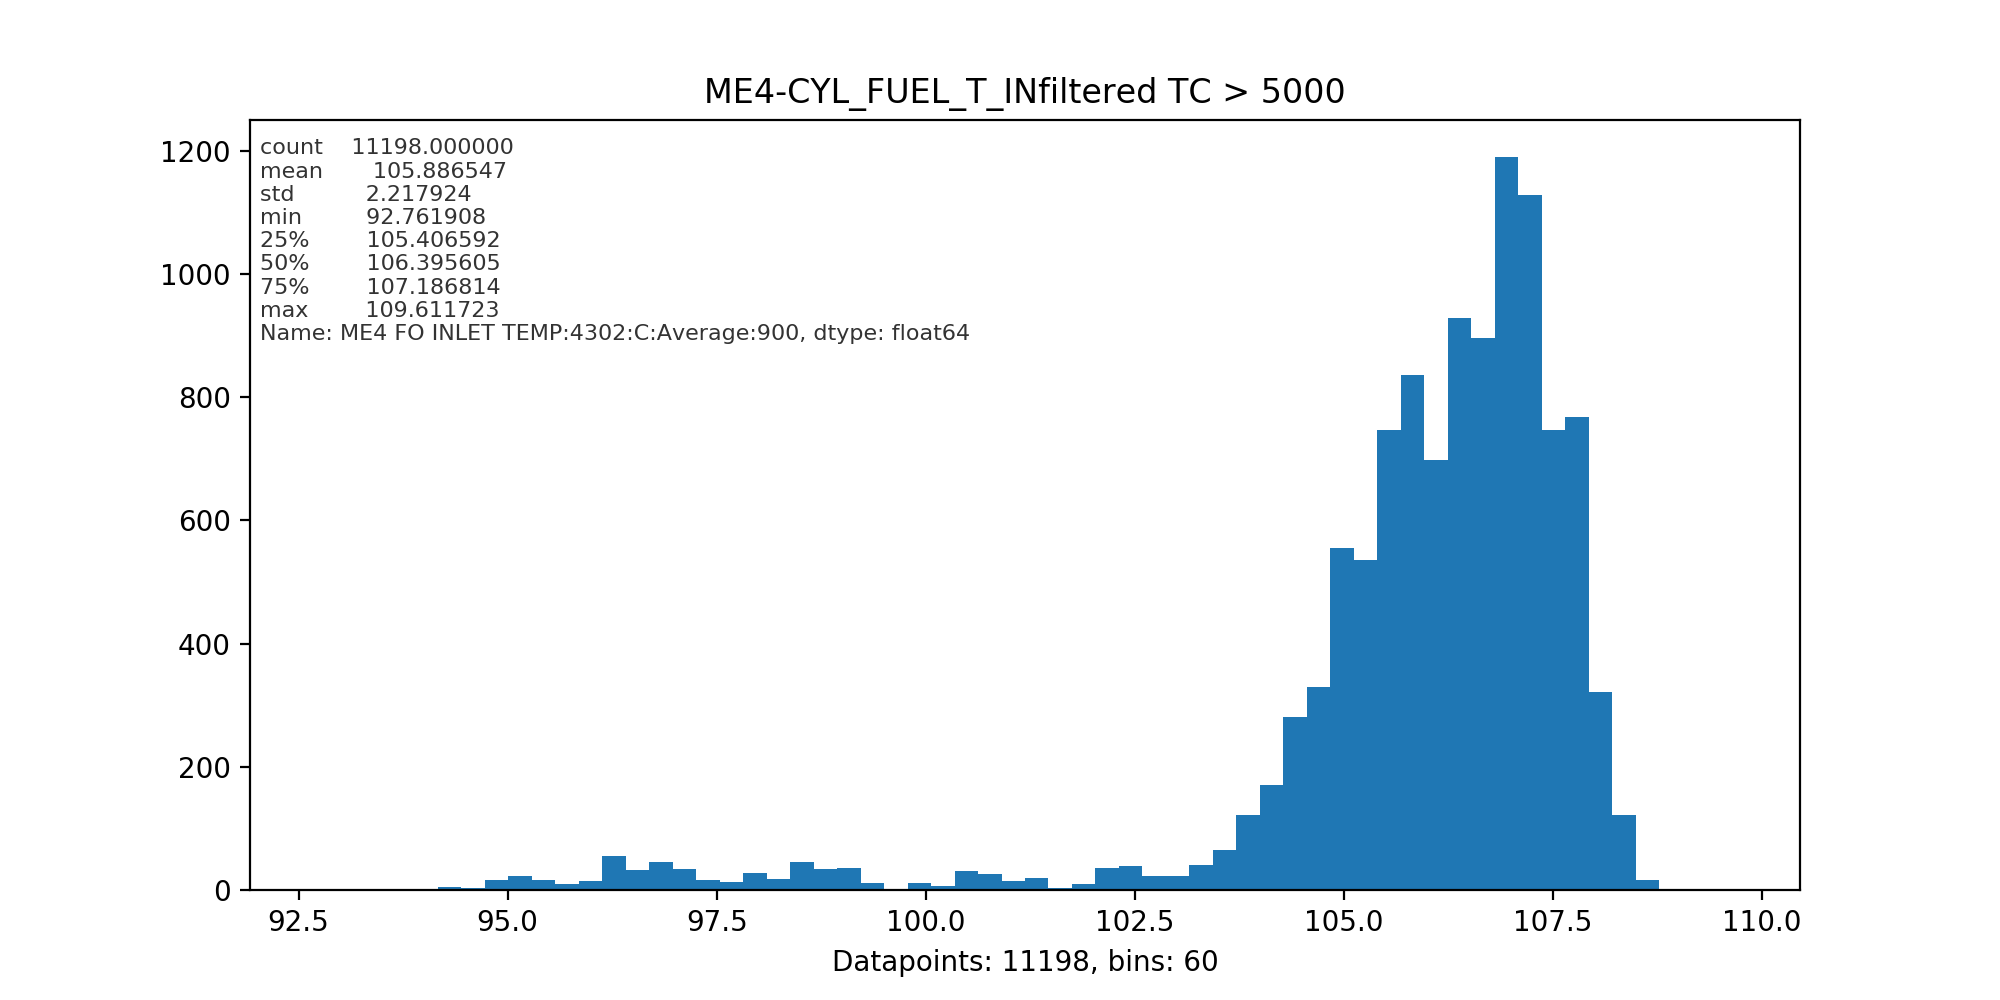 ME4-CYL_FUEL_T_INfiltered TC > 5000
1200
1000
800
600
400
200
0
count 11198.000000
mean 105.886547
std 2.217924
min 92.761908
25% 105.406592
50% 106.395605
75% 107.186814
max 109.611723
Name: ME4 FO INLET TEMP:4302:C:Average:900, dtype: float64
92.5 95.0 97.5 100.0 102.5 105.0 107.5 110.0
Datapoints: 11198, bins: 60